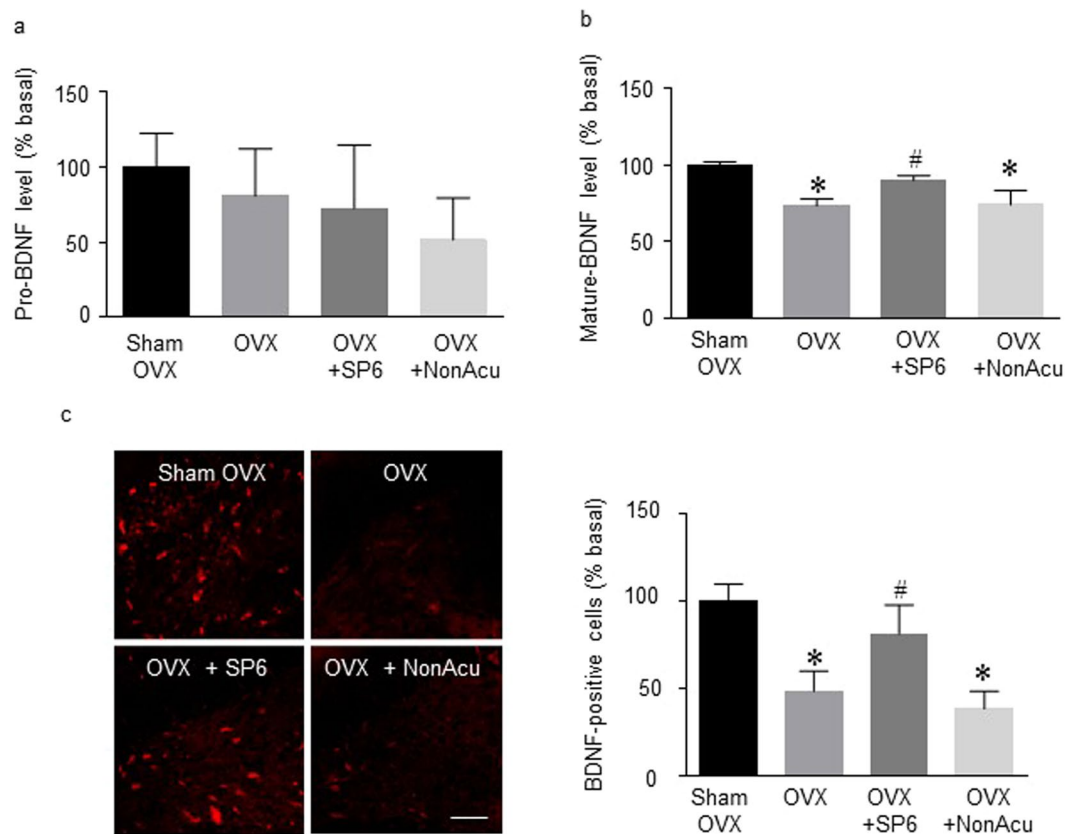 a
Pro-BDNF level (% basal)
150
100
50
0
Sham
OVX
OVX
OVX
+SP6
OVX
+NonAcu
b
Mature-BDNF level (% basal)
150
100
50
0
*
#
*
Sham
OVX
OVX
OVX
+SP6
OVX
+NonAcu
c
Sham OVX
OVX
OVX + SP6
OVX + NonAcu
BDNF-positive cells (% basal)
150
100
50
0
*
#
*
Sham
OVX
OVX
OVX
+SP6
OVX
+NonAcu